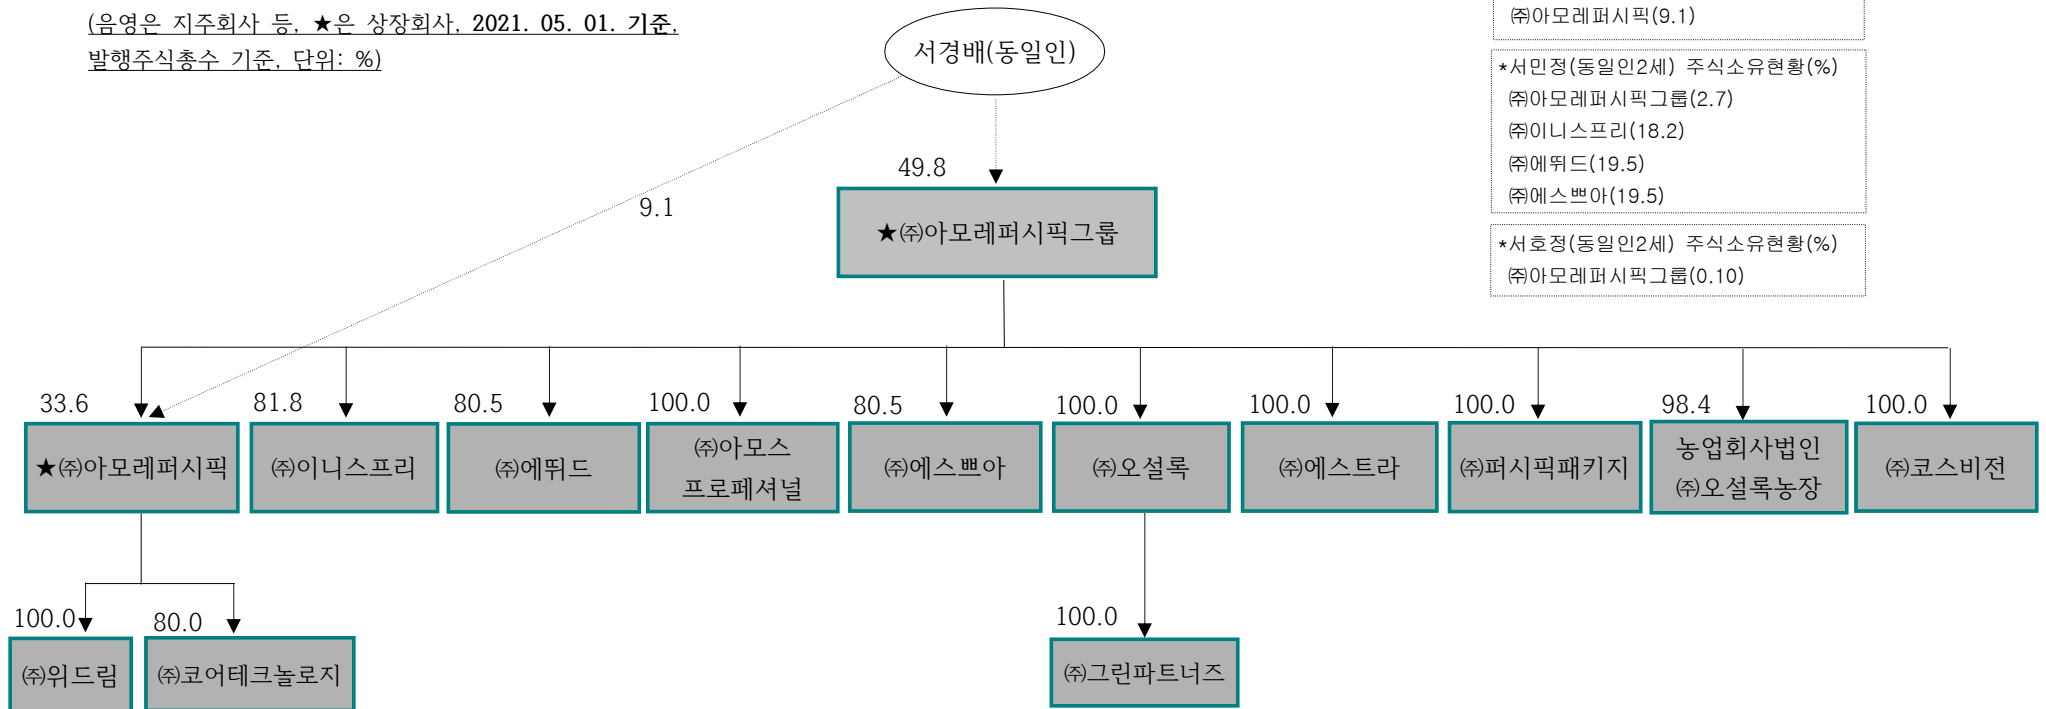 (음영은 지주회사 등, ★은 상장회사, 2021. 05. 01. 기준,
발행주식총수 기준, 단위: %)
서경배(동일인)
㈜아모레퍼시픽(9.1)
*서민정(동일인2세) 주식소유현황(%)
㈜아모레퍼시픽그룹(2.7)
㈜이니스프리(18.2)
㈜에뛰드(19.5)
㈜에스쁘아(19.5)
*서호정(동일인2세) 주식소유현황(%)
㈜아모레퍼시픽그룹(0.10)
49.8
9.1
★㈜아모레퍼시픽그룹
33.6
81.8
80.5
100.0
80.5
100.0
100.0
100.0
98.4
100.0
★㈜아모레퍼시픽
㈜이니스프리
㈜에뛰드
㈜아모스
프로페셔널
㈜에스쁘아
㈜오설록
㈜에스트라
㈜퍼시픽패키지
농업회사법인
㈜오설록농장
㈜코스비전
100.0
80.0
100.0
㈜위드림
㈜코어테크놀로지
㈜그린파트너즈